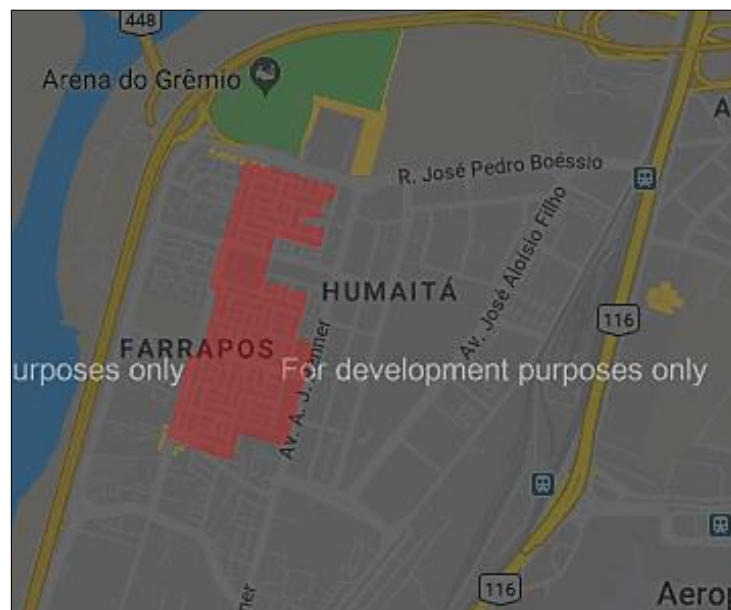 448
Arena do Grêmio
A
R. José Pedro Boéssio
Av. José Aloísio Filho
HUMAITÁ
116
FARRAPOS
urposes only
For development purposes only
Av. A. J. Renner
ner
116
Aerop